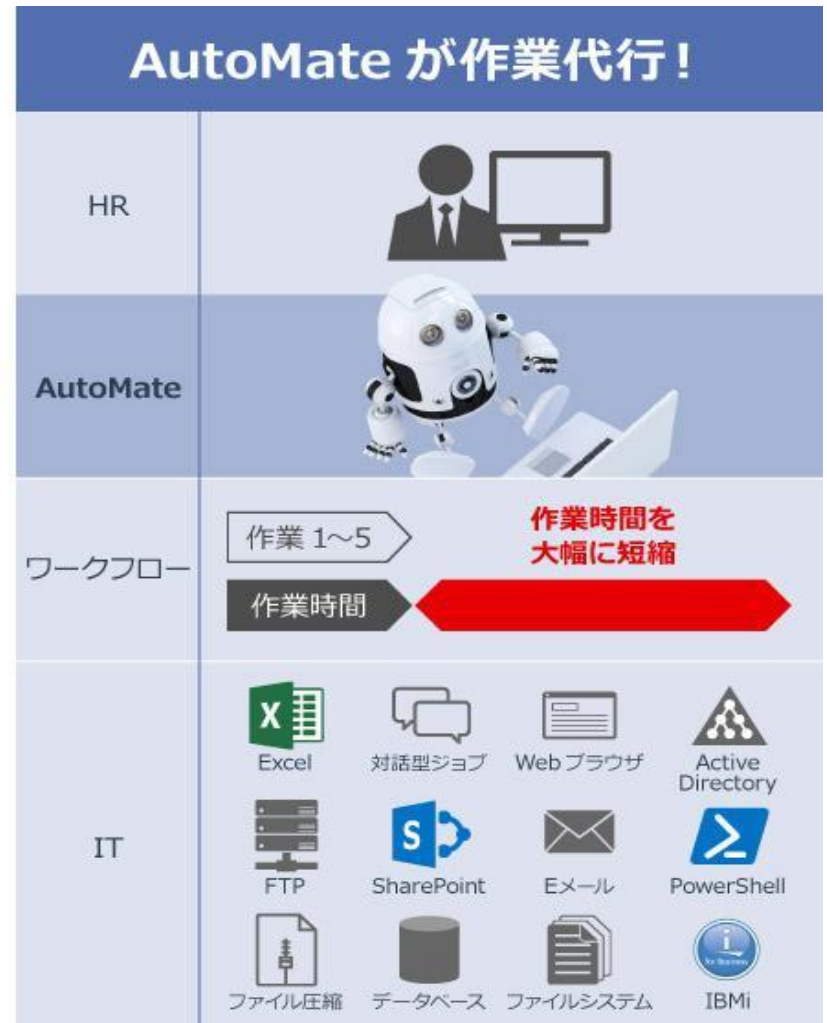 AutoMate が作業代行！
HR
AutoMate
ワークフロー
作業 1～5
作業時間を
大幅に短縮
作業時間
IT
X
Excel
対話型ジョブ
Web ブラウザ
Active
Directory
FTP
S
SharePoint
Eメール
PowerShell
ファイル圧縮
データベース
ファイルシステム
i
for Business
IBMi